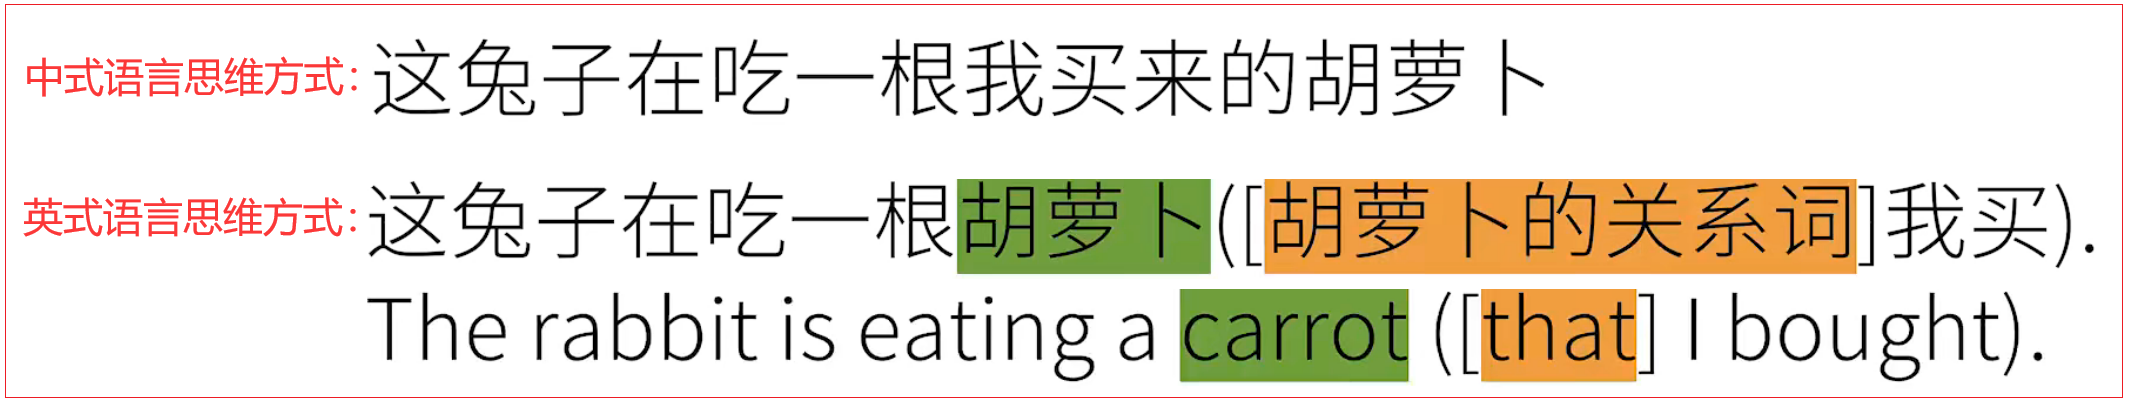 中式语言思维方式：这兔子在吃一根我买来的胡萝卜
英式语言思维方式：这兔子在吃一根胡萝卜([胡萝卜的关系词]我买).
The rabbit is eating a carrot ([that] I bought).